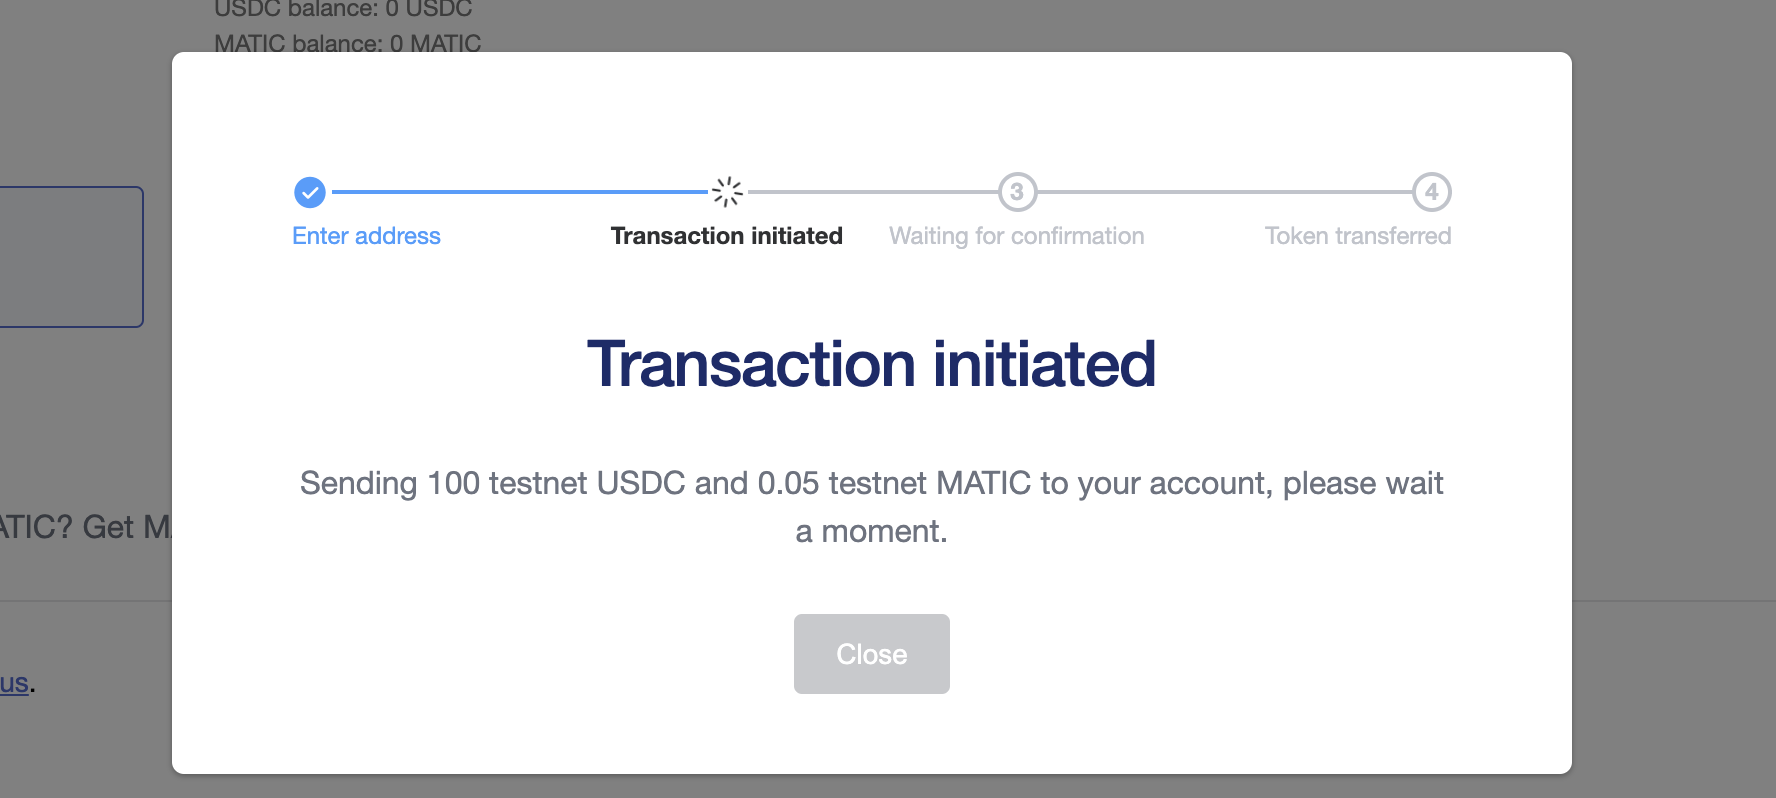 USDC balance: 0 USDC
MATIC balance: 0 MATIC
3
4
Enter address
Transaction initiated
Waiting for confirmation
Token transferred
Transaction initiated
Sending 100 testnet USDC and 0.05 testnet MATIC to your account, please wait
a moment.
ATIC? Get M
Close
us.